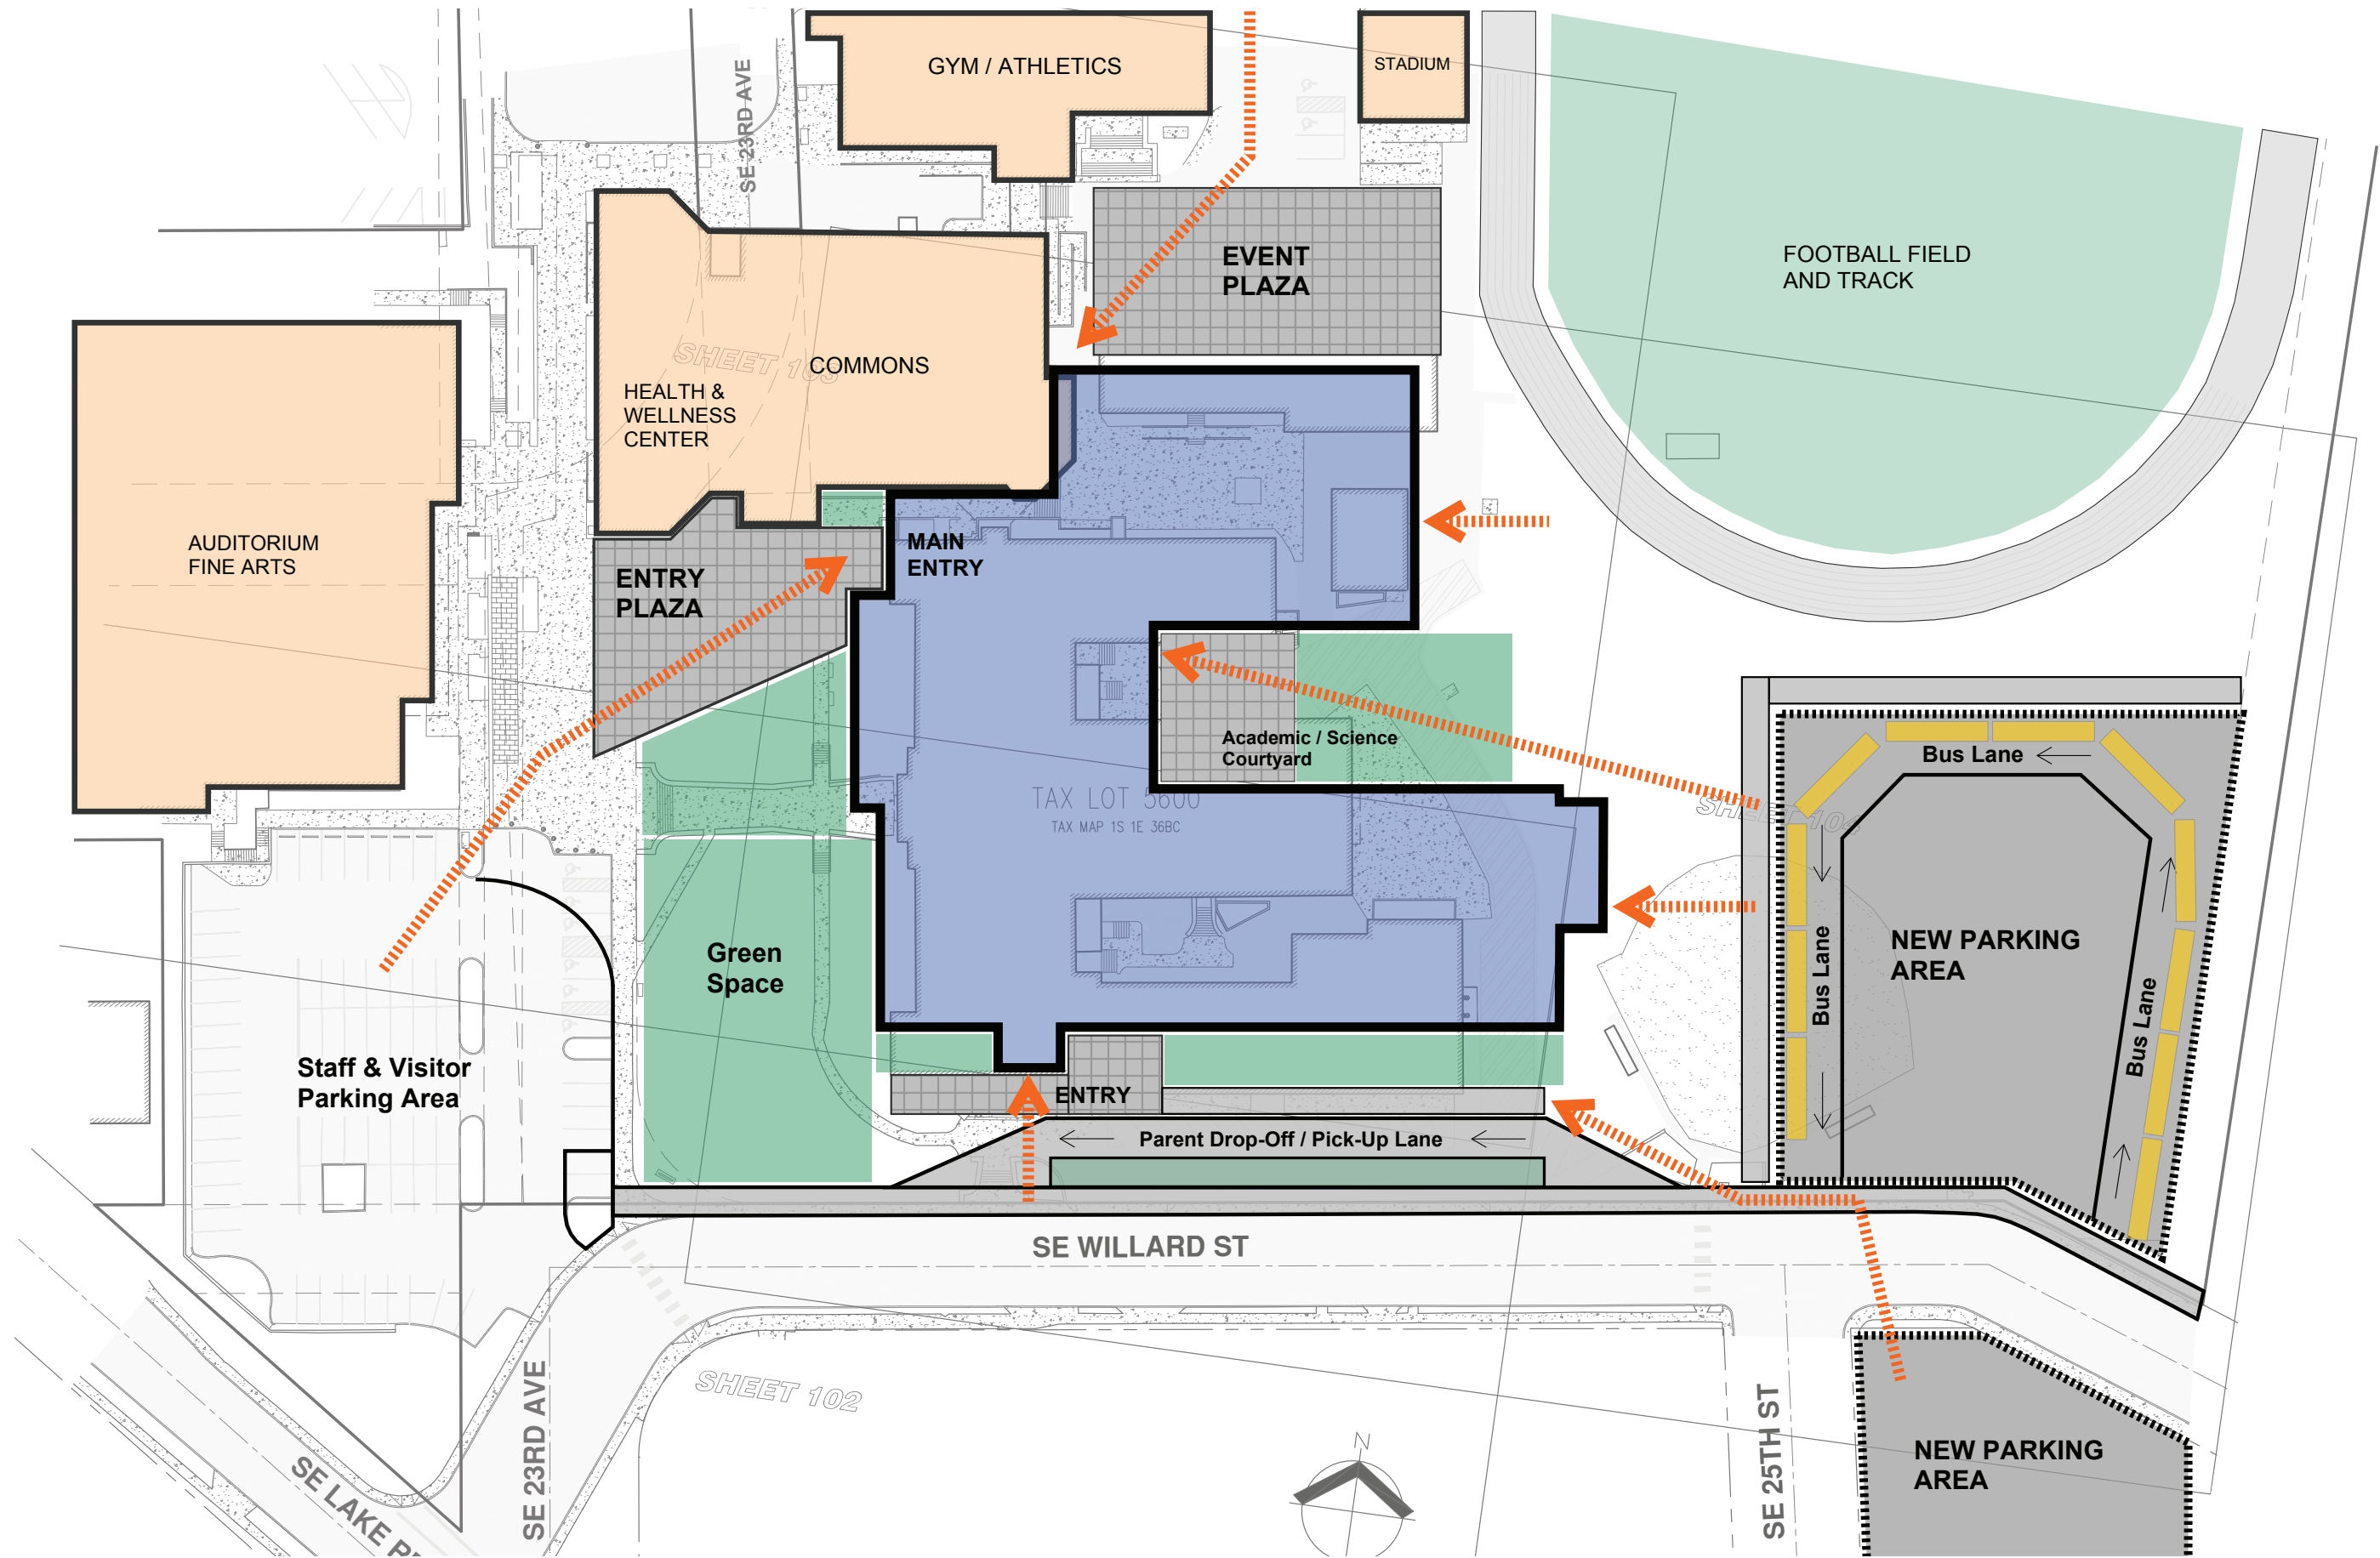 GYM / ATHLETICS
STADIUM
SE 23RD AVE
EVENT
PLAZA
FOOTBALL FIELD
AND TRACK
SHEET 103
COMMONS
HEALTH &
WELLNESS
CENTER
AUDITORIUM
FINE ARTS
MAIN
ENTRY
ENTRY
PLAZA
Academic / Science
Courtyard
Bus Lane
TAX LOT 5600
TAX MAP 1S 1E 36BC
SHEET 104
NEW PARKING
AREA
Bus Lane
Bus Lane
Green
Space
Staff & Visitor
Parking Area
ENTRY
Parent Drop-Off / Pick-Up Lane
SE WILLARD ST
SHEET 102
SE 23RD AVE
SE LAKE
N
SE 25TH ST
NEW PARKING
AREA